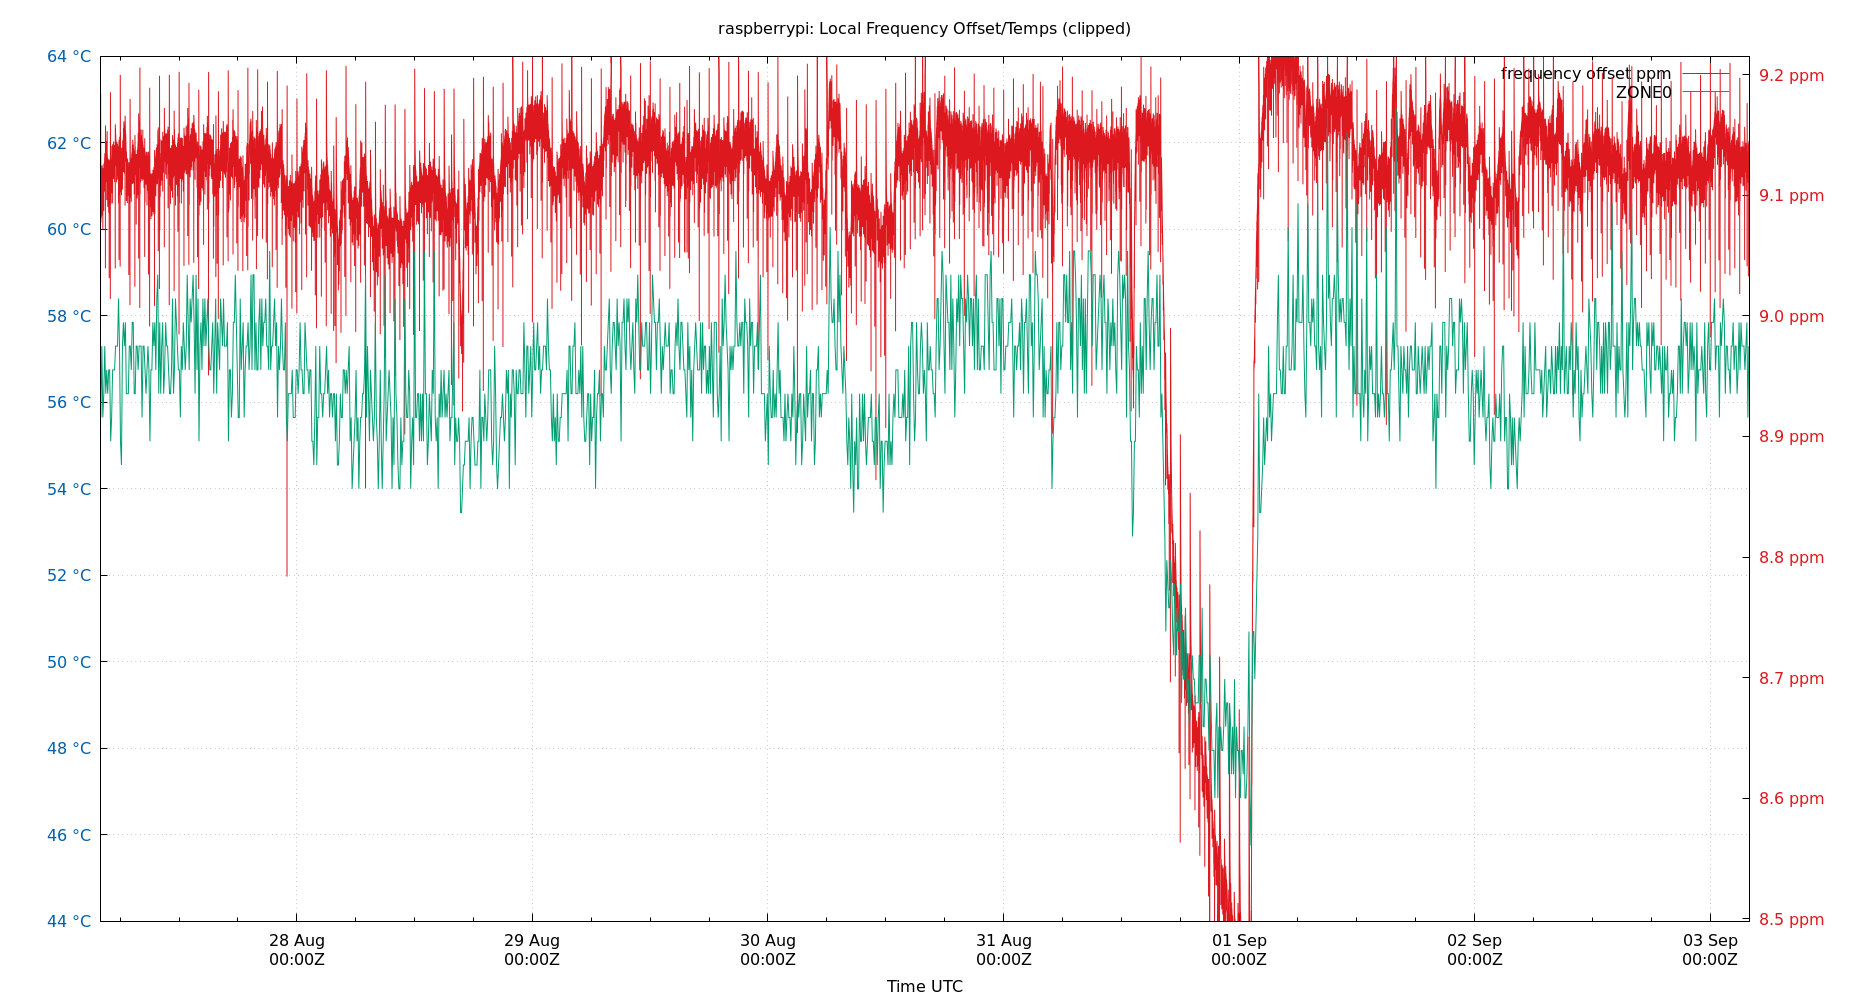 raspberrypi: Local Frequency Offset/Temps (clipped)
64 °C
62 °C
60 °C
58 °C
56 °C
54 °C
52 °C
50 °C
48 °C
46 °C
44 °C
frequency offset ppm
ZONE0
9.2 ppm
9.1 ppm
9.0 ppm
8.9 ppm
8.8 ppm
8.7 ppm
8.6 ppm
8.5 ppm
28 Aug 29 Aug 30 Aug 31 Aug 01 Sep 02 Sep 03 Sep
00:00Z 00:00Z 00:00Z 00:00Z 00:00Z 00:00Z 00:00Z
Time UTC